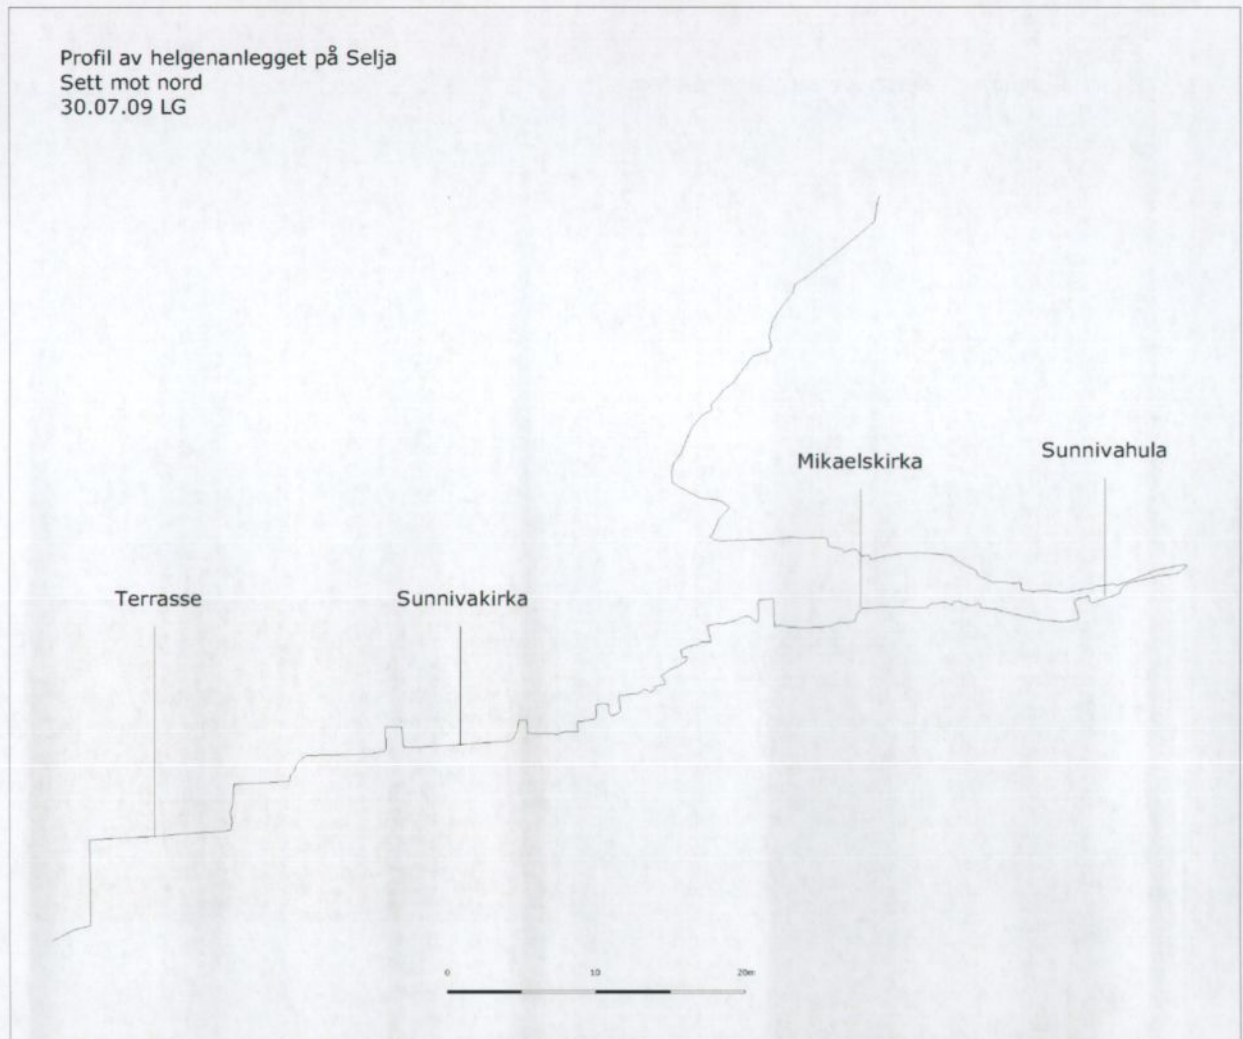 Profil av helgenanlegget på Selja
Sett mot nord
30.07.09 LG
Mikaelskirka
Sunnivahula
Terrasse
Sunnivakirka
0 10 20m